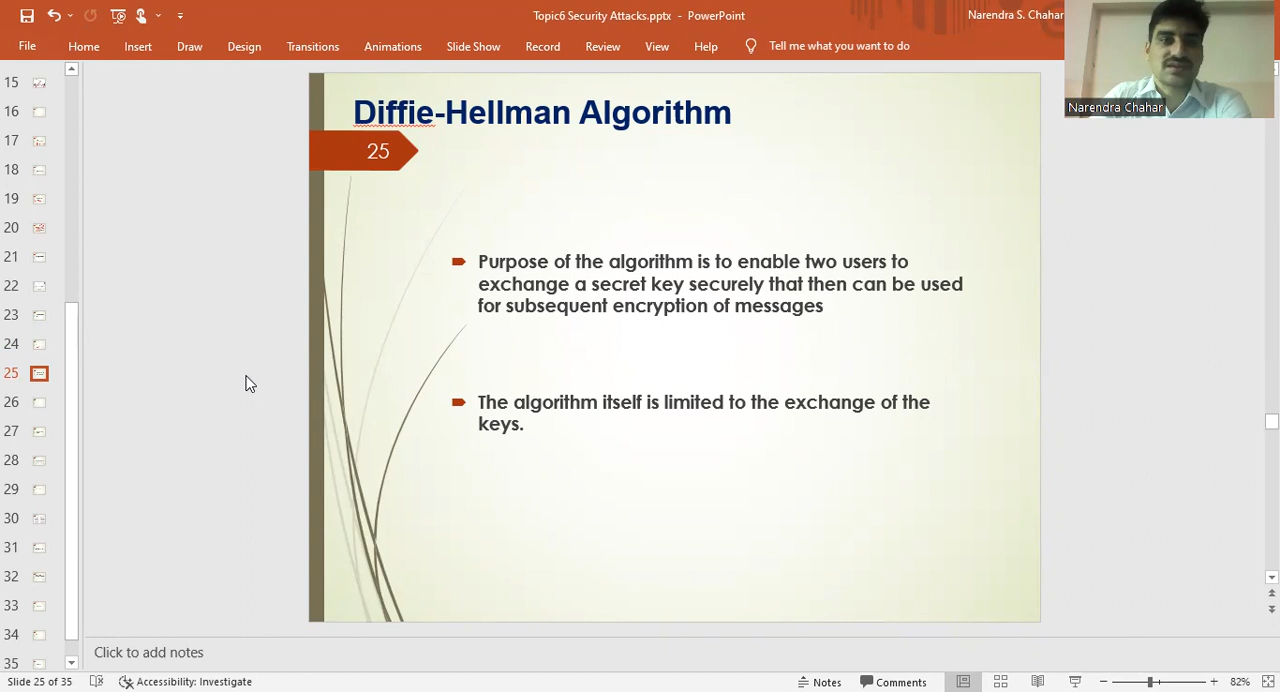 Topic6 Security Attacks.pptx - PowerPoint
Narendra S. Chahar
File Home Insert Draw Design Transitions Animations Slide Show Record Review View Help Tell me what you want to do
Narendra Chahar
15
16
17
18
19
20
21
22
23
24
25
26
27
28
29
30
31
32
33
34
35
Diffie-Hellman Algorithm
25
Purpose of the algorithm is to enable two users to
exchange a secret key securely that then can be used
for subsequent encryption of messages
The algorithm itself is limited to the exchange of the
keys.
Click to add notes
Slide 25 of 35 Accessibility: Investigate Notes Comments 82%